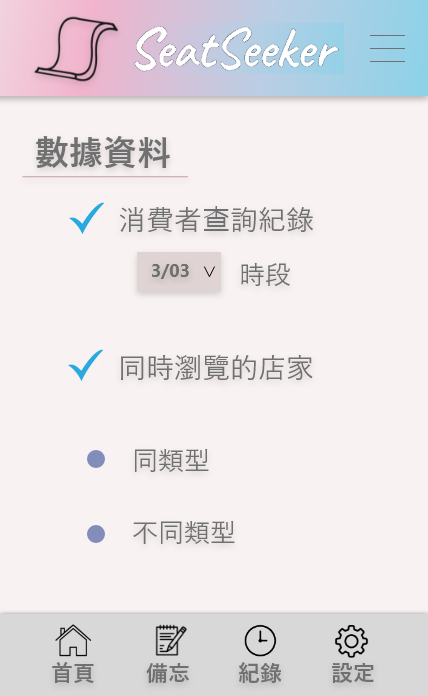 SeatSeeker
數據資料
消費者查詢紀錄
3/03 時段
同時瀏覽的店家
同類型
不同類型
首頁 備忘 紀錄 設定